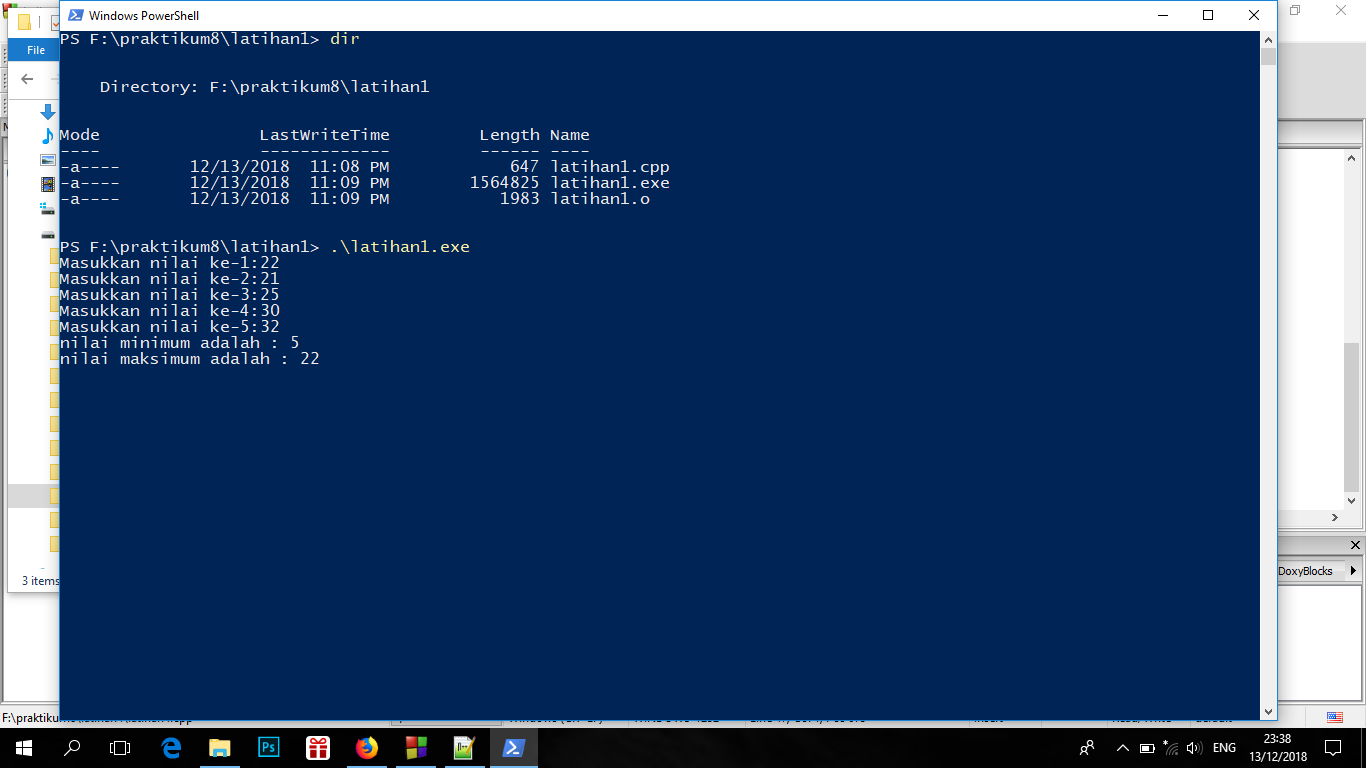 Windows PowerShell
File
PS F:\praktikum8\latihan1> dir
Directory: F:\praktikum8\latihan1
Mode LastWriteTime Length Name
---- ------------- ------ ----
-a---- 12/13/2018 11:08 PM 647 latihan1.cpp
-a---- 12/13/2018 11:09 PM 1564825 latihan1.exe
-a---- 12/13/2018 11:09 PM 1983 latihan1.o
PS F:\praktikum8\latihan1> .\latihan1.exe
Masukkan nilai ke-1:22
Masukkan nilai ke-2:21
Masukkan nilai ke-3:25
Masukkan nilai ke-4:30
Masukkan nilai ke-5:32
nilai minimum adalah : 5
nilai maksimum adalah : 22
3 items
DoxyBlocks
Ps
ENG
23:38
13/12/2018